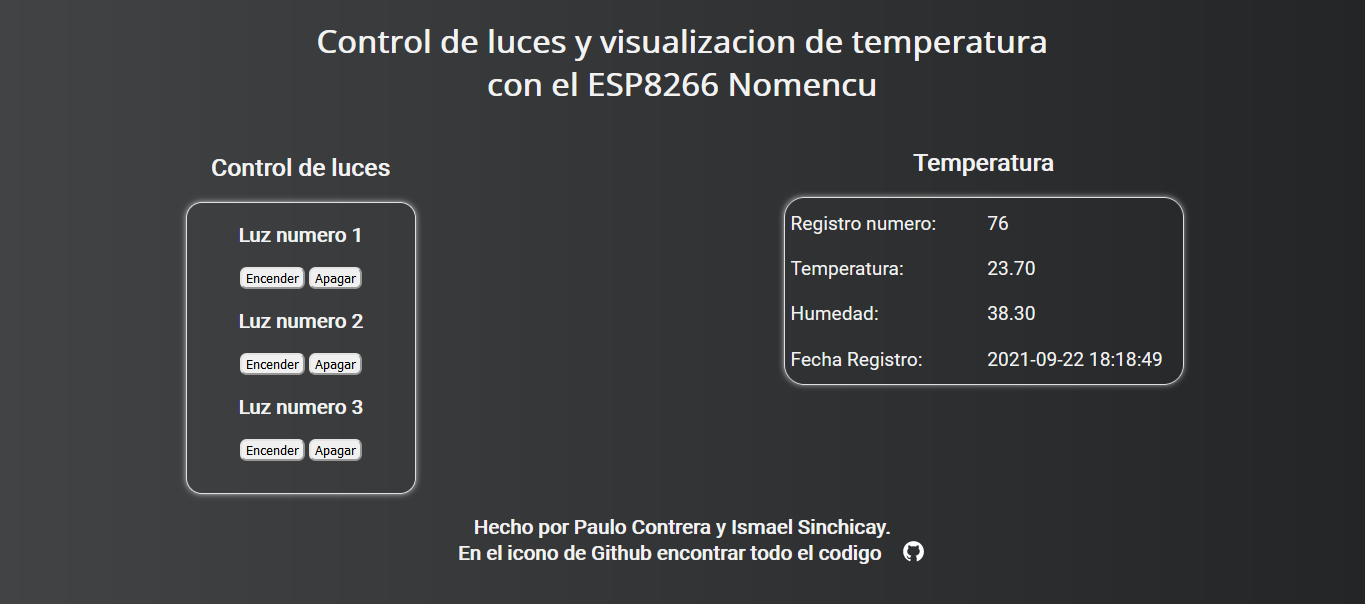 Control de luces y visualizacion de temperatura
con el ESP8266 Nomencu
Control de luces
Luz numero 1
Encender Apagar
Luz numero 2
Encender Apagar
Luz numero 3
Encender Apagar
Temperatura
Registro numero: 76
Temperatura: 23.70
Humedad: 38.30
Fecha Registro: 2021-09-22 18:18:49
Hecho por Paulo Contrera y Ismael Sinchicay.
En el icono de Github encontrar todo el codigo